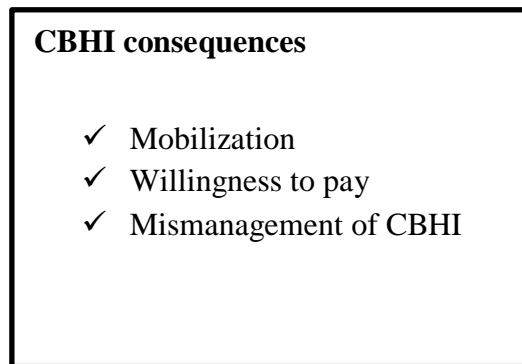 CBHI consequences
✓ Mobilization
✓ Willingness to pay
✓ Mismanagement of CBHI